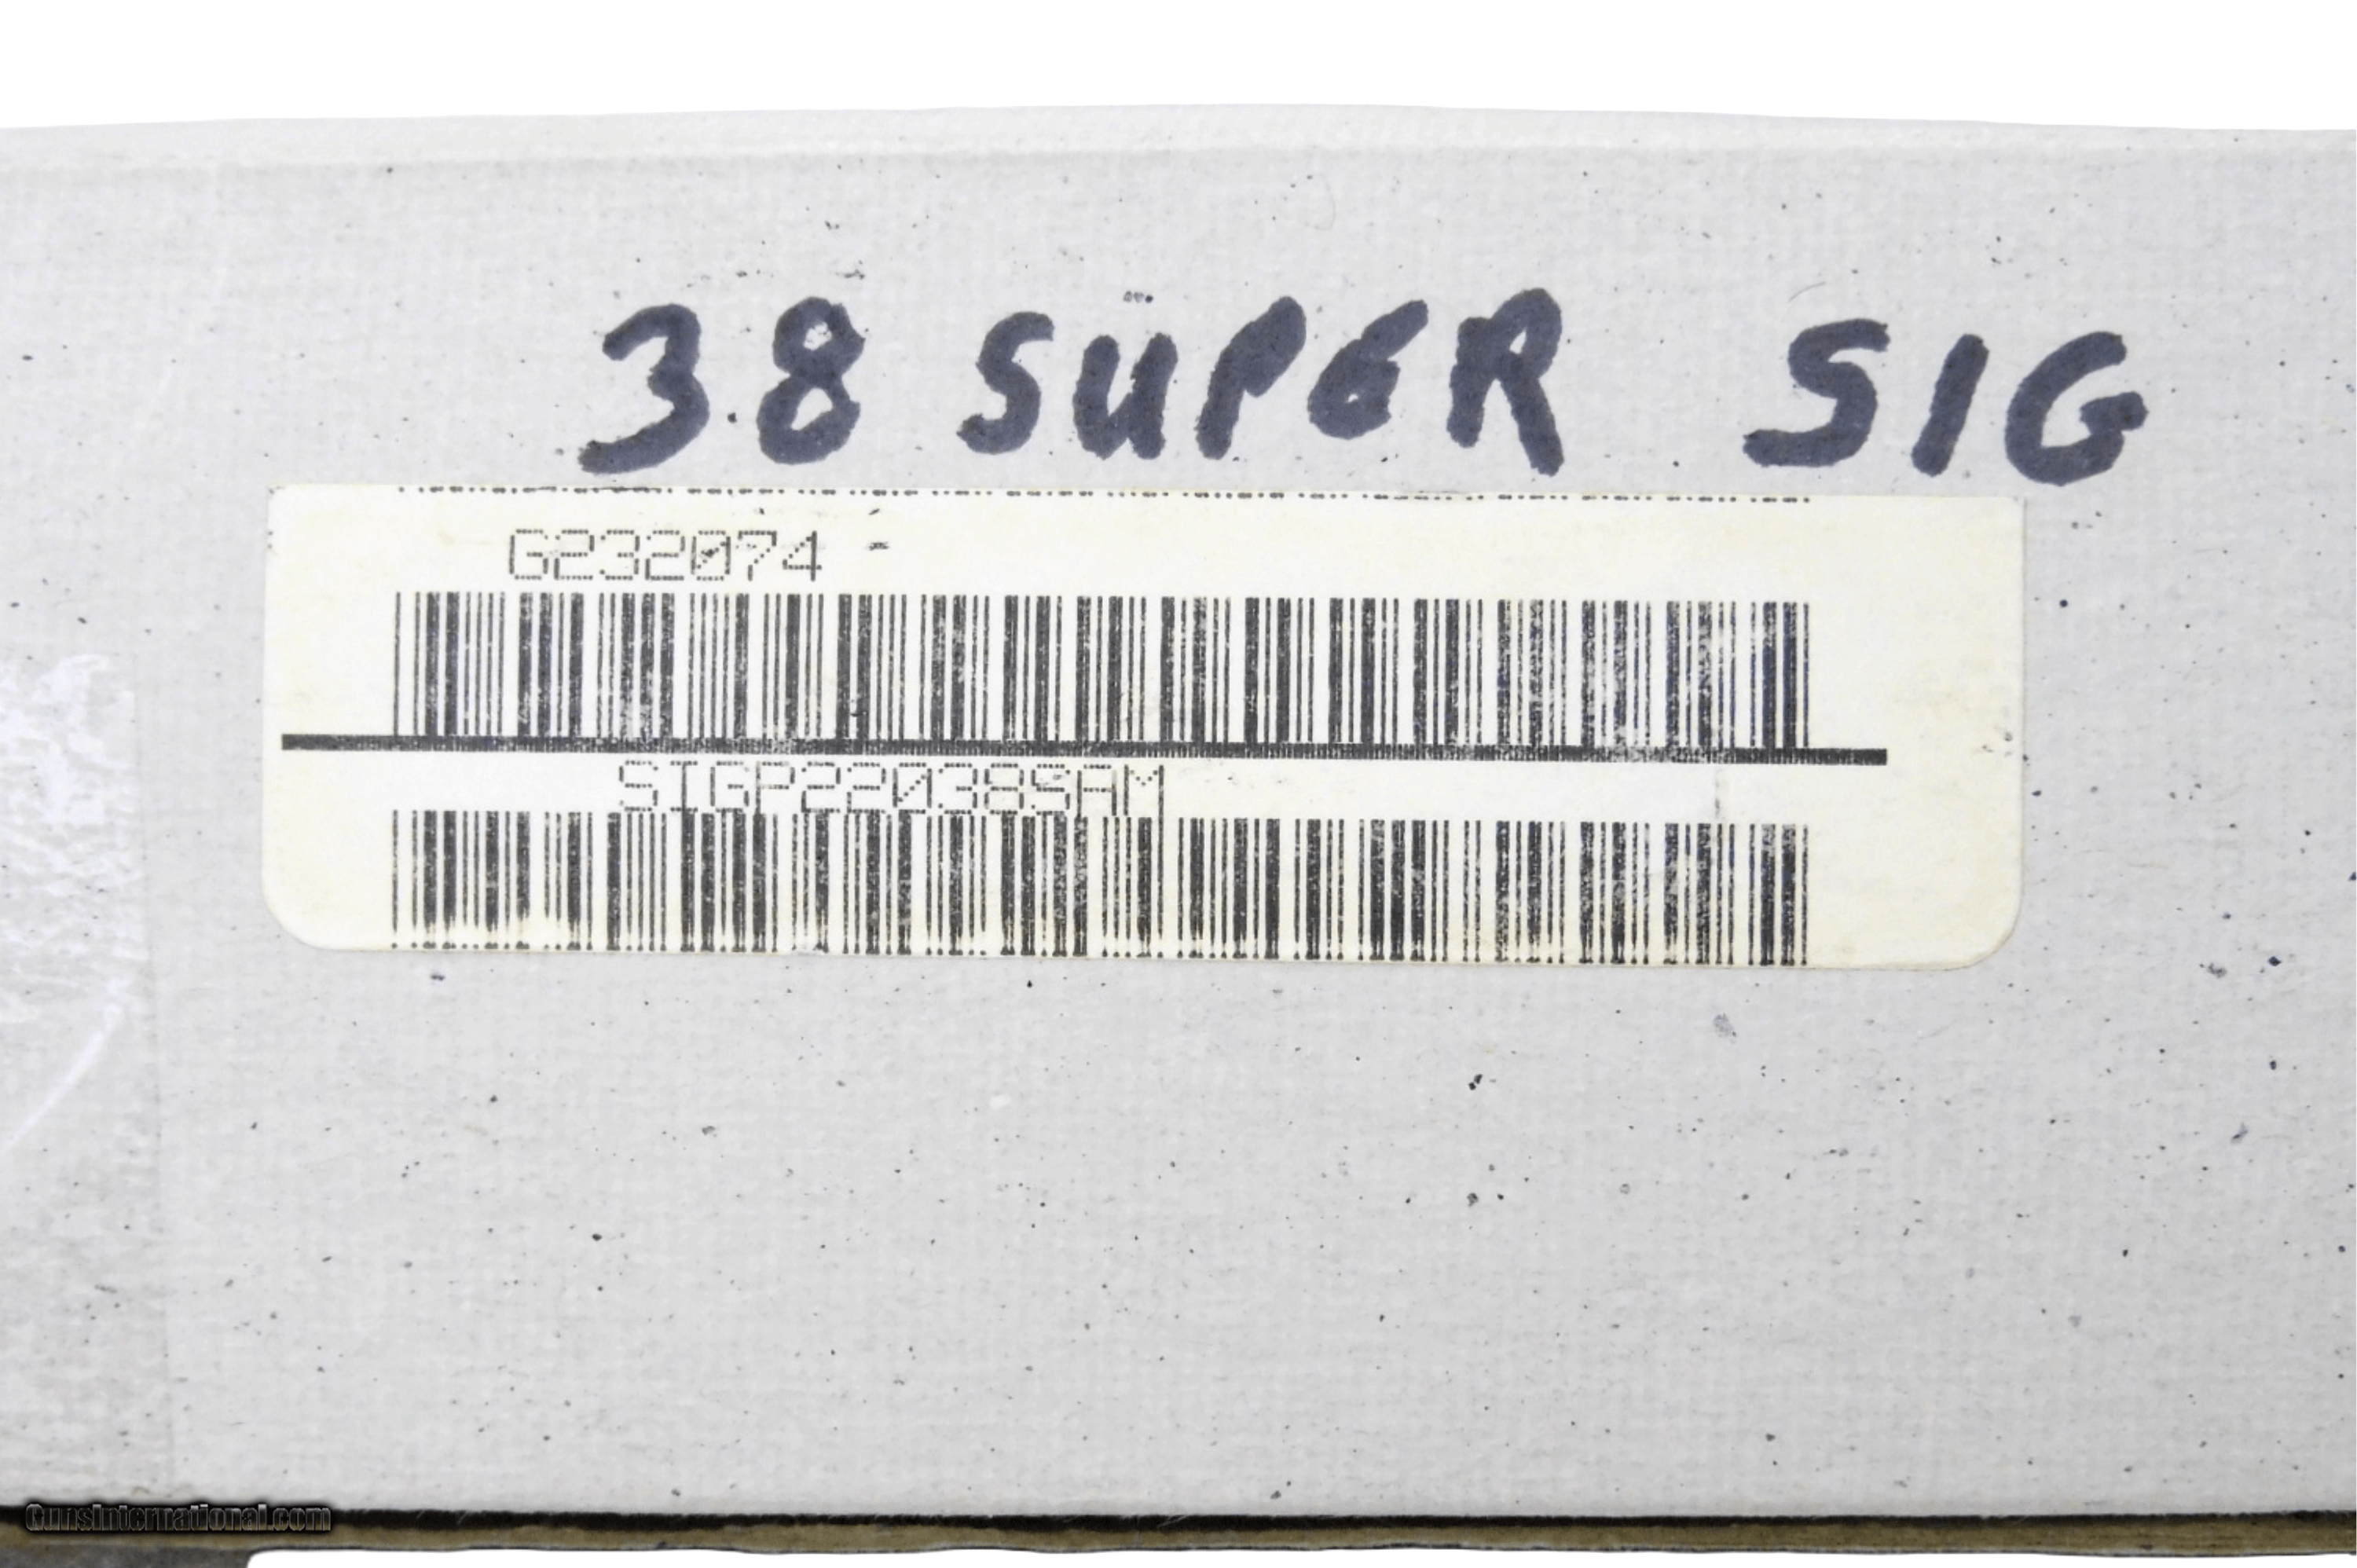 38 SUPER SIG
G232074
SIGP22038SAM
GunsInternational.com